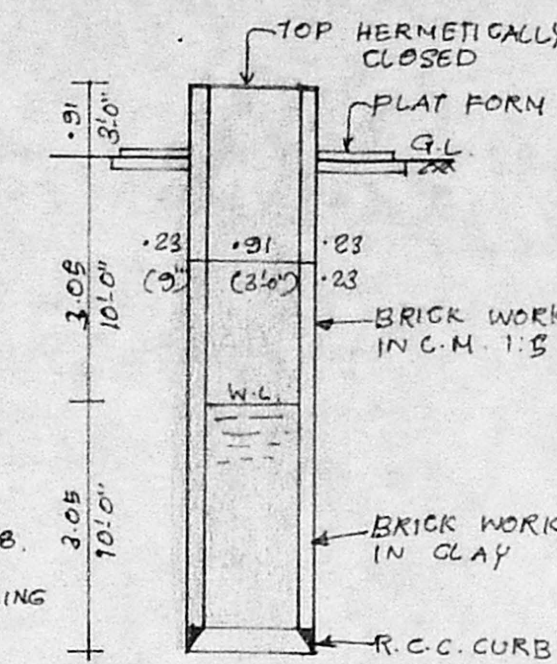 TOP HERMETICALLY
CLOSED
PLAT FORM
G.L.
.91
3'-0"
.23 .91 .23
(9") (3'-0") .23
3.05
10'-0"
BRICK WORK
IN C.M. 1:5
W.L.
3.05
10'-0"
BRICK WORK
IN CLAY
8.
ING
R.C.C. CURB